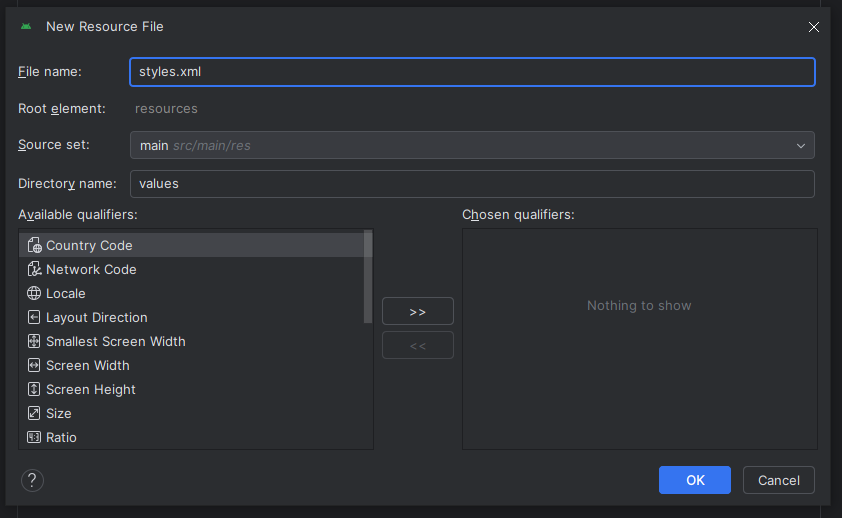 New Resource File
File name: styles.xml
Root element: resources
Source set: main src/main/res
Directory name: values
Available qualifiers:
Chosen qualifiers:
Country Code
Network Code
Locale
Layout Direction
Smallest Screen Width
Screen Width
Screen Height
Size
Ratio
>>
<<
Nothing to show
?
OK
Cancel